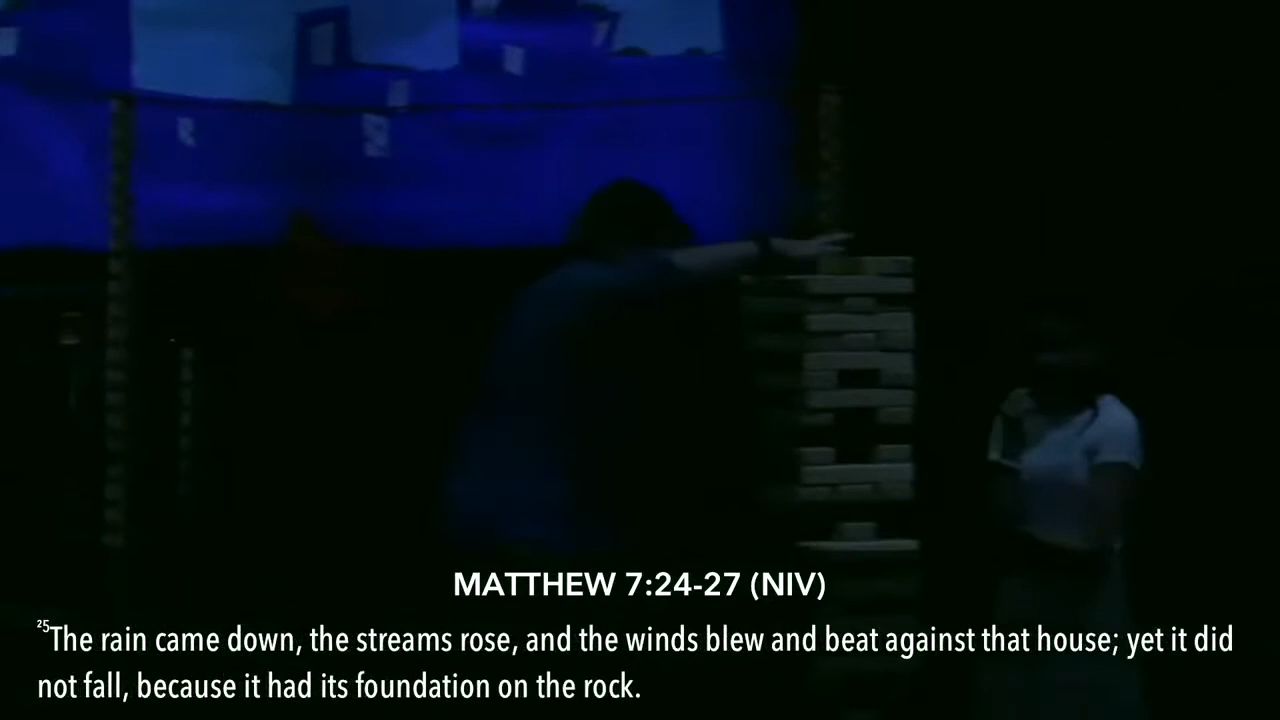 MATTHEW 7:24-27 (NIV)
²⁵The rain came down, the streams rose, and the winds blew and beat against that house; yet it did
not fall, because it had its foundation on the rock.